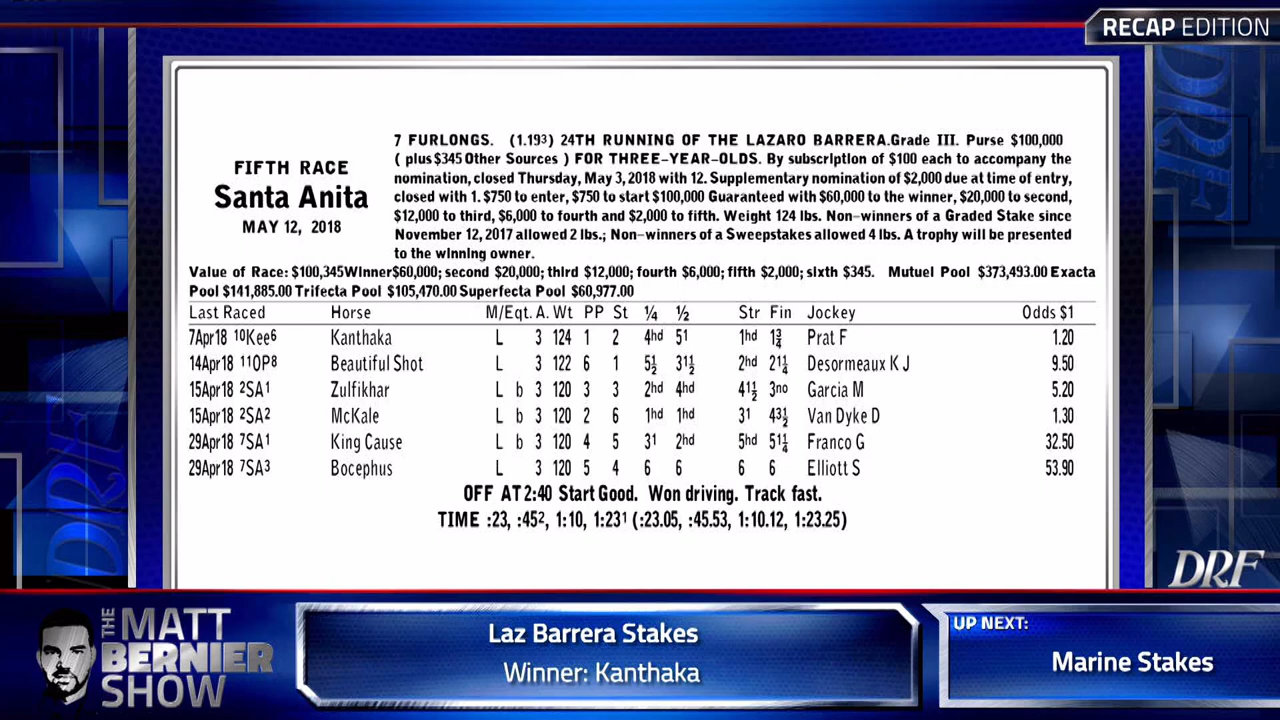 RECAP EDITION
FIFTH RACE
Santa Anita
MAY 12, 2018
7 FURLONGS. (1.19³) 24TH RUNNING OF THE LAZARO BARRERA.Grade III. Purse $100,000
( plus $345 Other Sources ) FOR THREE-YEAR-OLDS. By subscription of $100 each to accompany the
nomination, closed Thursday, May 3, 2018 with 12. Supplementary nomination of $2,000 due at time of entry,
closed with 1. $750 to enter, $750 to start $100,000 Guaranteed with $60,000 to the winner, $20,000 to second,
$12,000 to third, $6,000 to fourth and $2,000 to fifth. Weight 124 lbs. Non-winners of a Graded Stake since
November 12, 2017 allowed 2 lbs.; Non-winners of a Sweepstakes allowed 4 lbs. A trophy will be presented
to the winning owner.
Value of Race: $100,345 Winner $60,000; second $20,000; third $12,000; fourth $6,000; fifth $2,000; sixth $345. Mutuel Pool $373,493.00 Exacta
Pool $141,885.00 Trifecta Pool $105,470.00 Superfecta Pool $60,977.00
Last Raced Horse M/Eqt. A. Wt PP St ¼ ½ Str Fin Jockey Odds $1
7Apr18 ¹⁰Kee⁶ Kanthaka L 3 124 1 2 4hd 5¹ 1hd 1¾ Prat F 1.20
14Apr18 ¹¹OP⁸ Beautiful Shot L 3 122 6 1 5½ 3 1½ 2hd 2 1¼ Desormeaux K J 9.50
15Apr18 ²SA¹ Zulfikhar L b 3 120 3 3 2hd 4hd 4 1½ 3no Garcia M 5.20
15Apr18 ²SA² McKale L b 3 120 2 6 1hd 1hd 3¹ 4 3½ Van Dyke D 1.30
29Apr18 ⁷SA¹ King Cause L b 3 120 4 5 3¹ 2hd 5hd 5 1¼ Franco G 32.50
29Apr18 ⁷SA³ Bocephus L 3 120 5 4 6 6 6 6 Elliott S 53.90
OFF AT 2:40 Start Good. Won driving. Track fast.
TIME :23, :45², 1:10, 1:23¹ (:23.05, :45.53, 1:10.12, 1:23.25)
DRF
DRF
DRF
THE
MATT
BERNIER
SHOW
Laz Barrera Stakes
Winner: Kanthaka
UP NEXT:
Marine Stakes